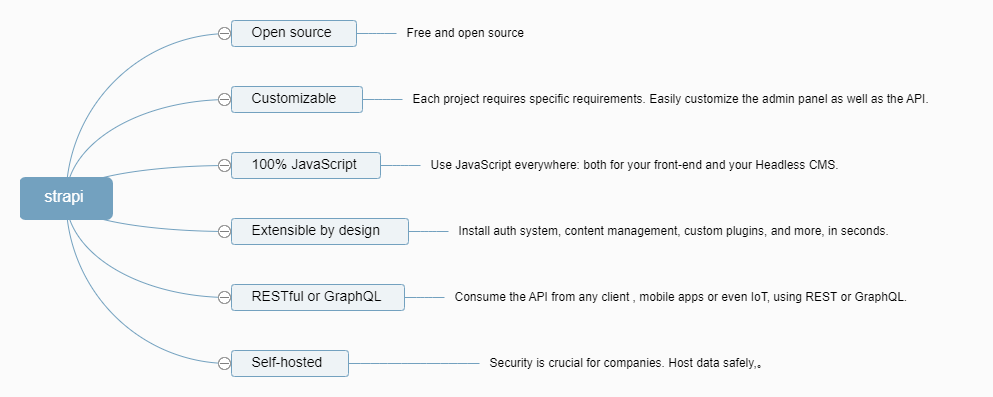 Open source
Free and open source
Customizable
Each project requires specific requirements. Easily customize the admin panel as well as the API.
100% JavaScript
Use JavaScript everywhere: both for your front-end and your Headless CMS.
strapi
Extensible by design
Install auth system, content management, custom plugins, and more, in seconds.
RESTful or GraphQL
Consume the API from any client , mobile apps or even IoT, using REST or GraphQL.
Self-hosted
Security is crucial for companies. Host data safely,。